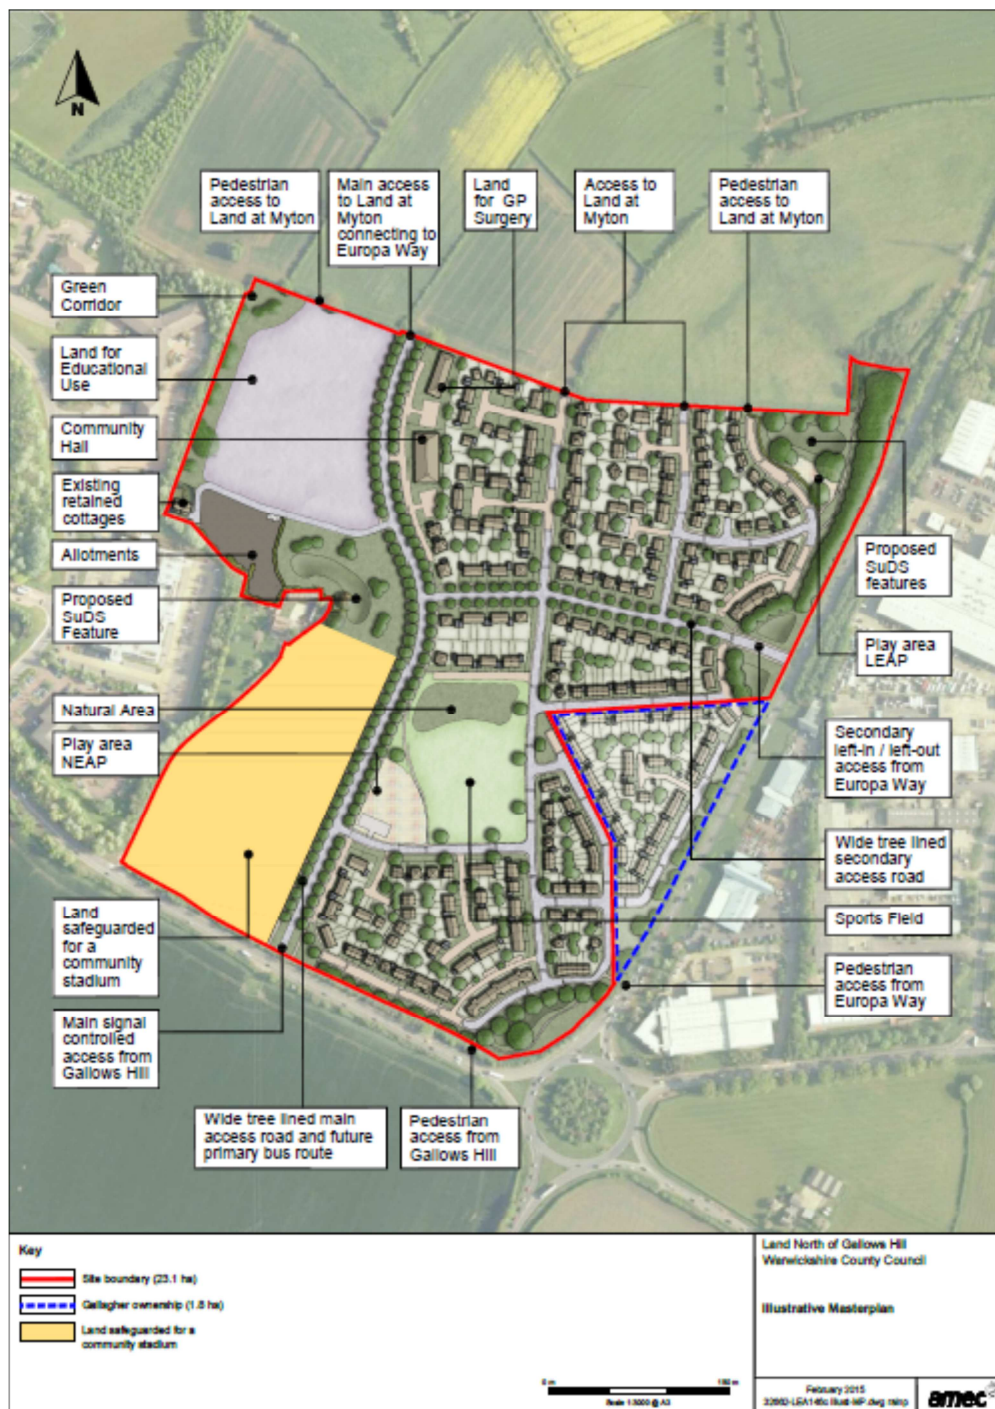 N
Pedestrian
access to
Land at Myton
Main access
to Land at
Myton
connecting to
Europa Way
Land
for GP
Surgery
Access to
Land at
Myton
Pedestrian
access to
Land at Myton
Green
Corridor
Land for
Educational
Use
Community
Hall
Existing
retained
cottages
Allotments
Proposed
SuDS
Feature
Natural Area
Play area
NEAP
Land
safeguarded
for a
community
stadium
Main signal
controlled
access from
Gallows Hill
Wide tree lined main
access road and future
primary bus route
Pedestrian
access from
Gallows Hill
Proposed
SuDS
features
Play area
LEAP
Secondary
left-in / left-out
access from
Europa Way
Wide tree lined
secondary
access road
Sports Field
Pedestrian
access from
Europa Way
Key
Site boundary (23.1 ha)
Gallagher ownership (1.8 ha)
Land safeguarded for a
community stadium
0 m
Scale 1:3000 @ A3
Land North of Gallows Hill
Warwickshire County Council
Illustrative Masterplan
February 2015
amec